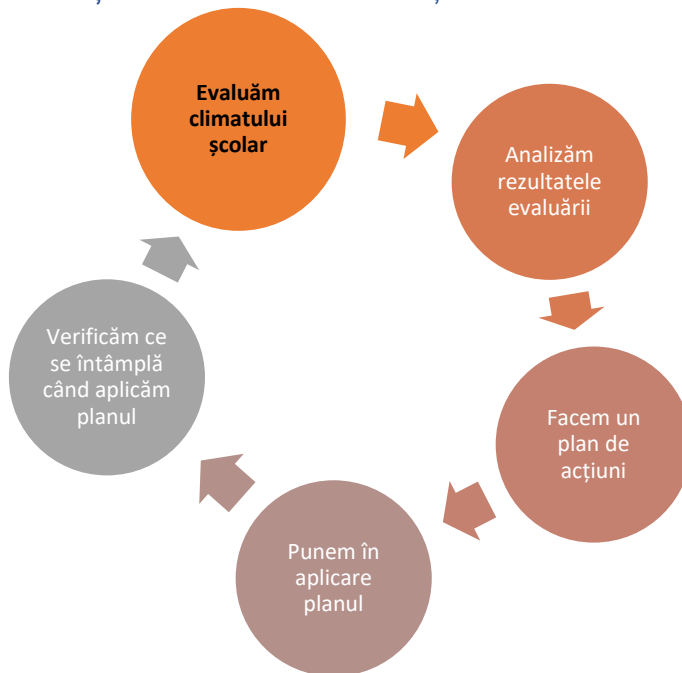 Evaluăm
climatului
școlar
Analizăm
rezultatele
evaluării
Facem un
plan de
acțiuni
Punem în
aplicare
planul
Verificăm ce
se întâmplă
când aplicăm
planul